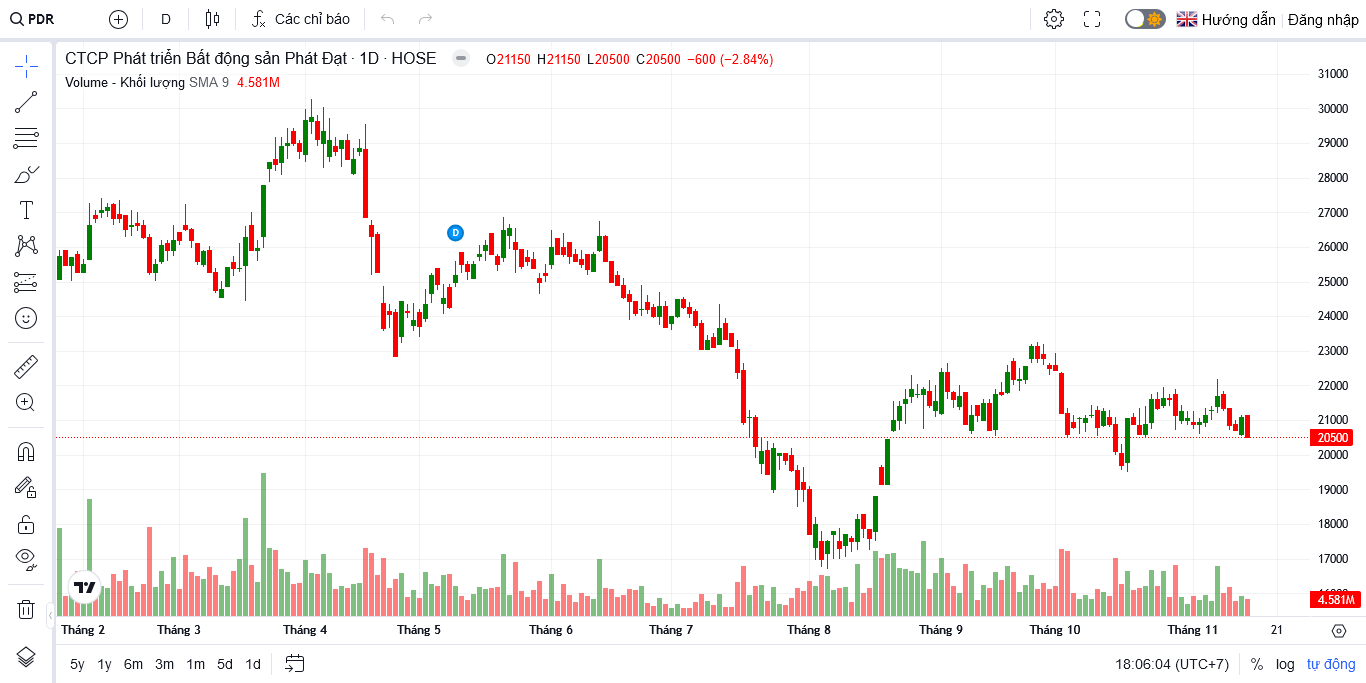 PDR D Các chỉ báo Hướng dẫn Đăng nhập
CTCP Phát triển Bất động sản Phát Đạt · 1D · HOSE O21150 H21150 L20500 C20500 −600 (−2.84%)
Volume - Khối lượng SMA 9 4.581M
31000
30000
29000
28000
27000
D
26000
25000
24000
23000
22000
21000
20500
20000
19000
18000
17000
4.581M
Tháng 2 Tháng 3 Tháng 4 Tháng 5 Tháng 6 Tháng 7 Tháng 8 Tháng 9 Tháng 10 Tháng 11 21
5y 1y 6m 3m 1m 5d 1d 18:06:04 (UTC+7) % log tự động